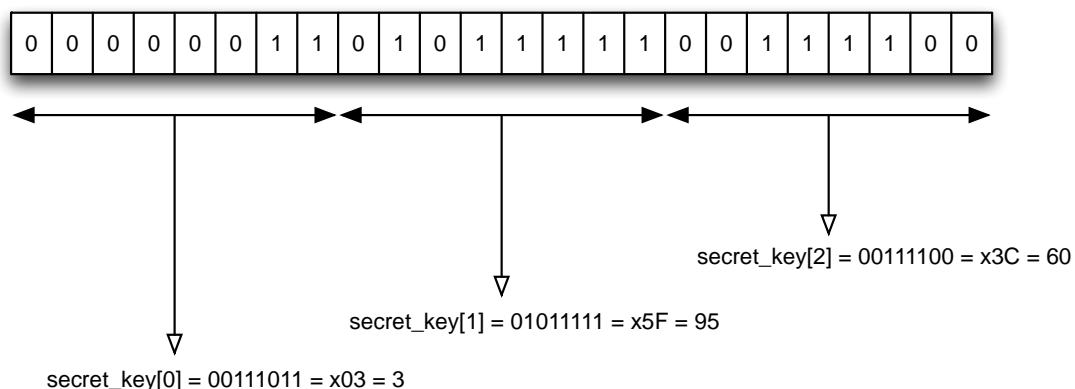 0 0 0 0 0 0 1 1 0 1 0 1 1 1 1 1 0 0 1 1 1 1 0 0
secret_key[2] = 00111100 = x3C = 60
secret_key[1] = 01011111 = x5F = 95
secret_key[0] = 00111011 = x03 = 3